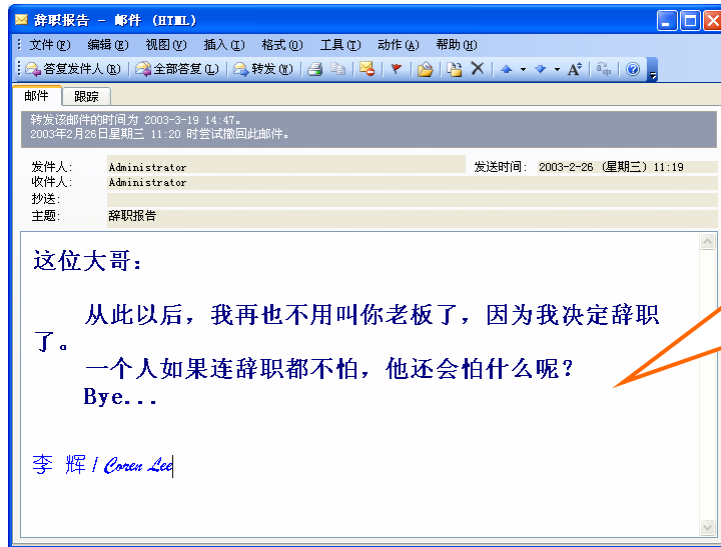 辞职报告 - 邮件 (HTML)
文件(F) 编辑(E) 视图(V) 插入(I) 格式(O) 工具(T) 动作(A) 帮助(H)
答复发件人(R) 全部答复(L) 转发(W)
邮件 跟踪
转发该邮件的时间为 2003-3-19 14:47。
2003年2月26日星期三 11:20 时尝试撤回此邮件。
发件人: Administrator 发送时间: 2003-2-26 (星期三) 11:19
收件人: Administrator
抄送:
主题: 辞职报告
这位大哥：
从此以后，我再也不用叫你老板了，因为我决定辞职
了。
一个人如果连辞职都不怕，他还会怕什么呢？
Bye...
李 辉 / Coren Lee